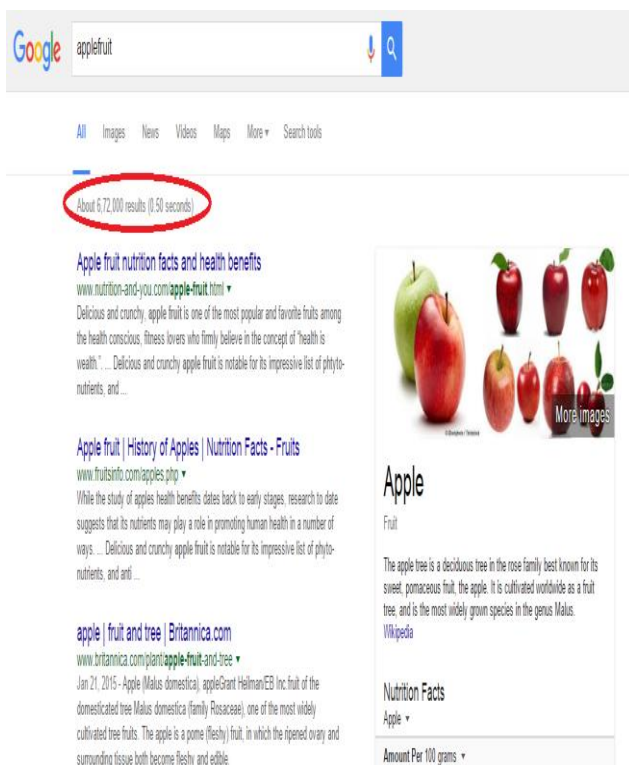 Google
applefruit
All Images News Videos Maps More ▾ Search tools
About 6,72,000 results (0.50 seconds)
Apple fruit nutrition facts and health benefits
www.nutrition-and-you.com/apple-fruit.html ▾
Delicious and crunchy, apple fruit is one of the most popular and favorite fruits among
the health conscious, fitness lovers who firmly believe in the concept of "health is
wealth.". ... Delicious and crunchy apple fruit is notable for its impressive list of phtyto-
nutrients, and ...
Apple fruit | History of Apples | Nutrition Facts - Fruits
www.fruitsinfo.com/apples.php ▾
While the study of apples health benefits dates back to early stages, research to date
suggests that its nutrients may play a role in promoting human health in a number of
ways. ... Delicious and crunchy apple fruit is notable for its impressive list of phyto-
nutrients, and anti ...
apple | fruit and tree | Britannica.com
www.britannica.com/plant/apple-fruit-and-tree ▾
Jan 21, 2015 - Apple (Malus domestica), appleGrant Heilman/EB Inc.fruit of the
domesticated tree Malus domestica (family Rosaceae), one of the most widely
cultivated tree fruits. The apple is a pome (fleshy) fruit, in which the ripened ovary and
surrounding tissue both become fleshy and edible.
More images
Apple
Fruit
The apple tree is a deciduous tree in the rose family best known for its
sweet, pomaceous fruit, the apple. It is cultivated worldwide as a fruit
tree, and is the most widely grown species in the genus Malus.
Wikipedia
Nutrition Facts
Apple ▾
Amount Per 100 grams ▾